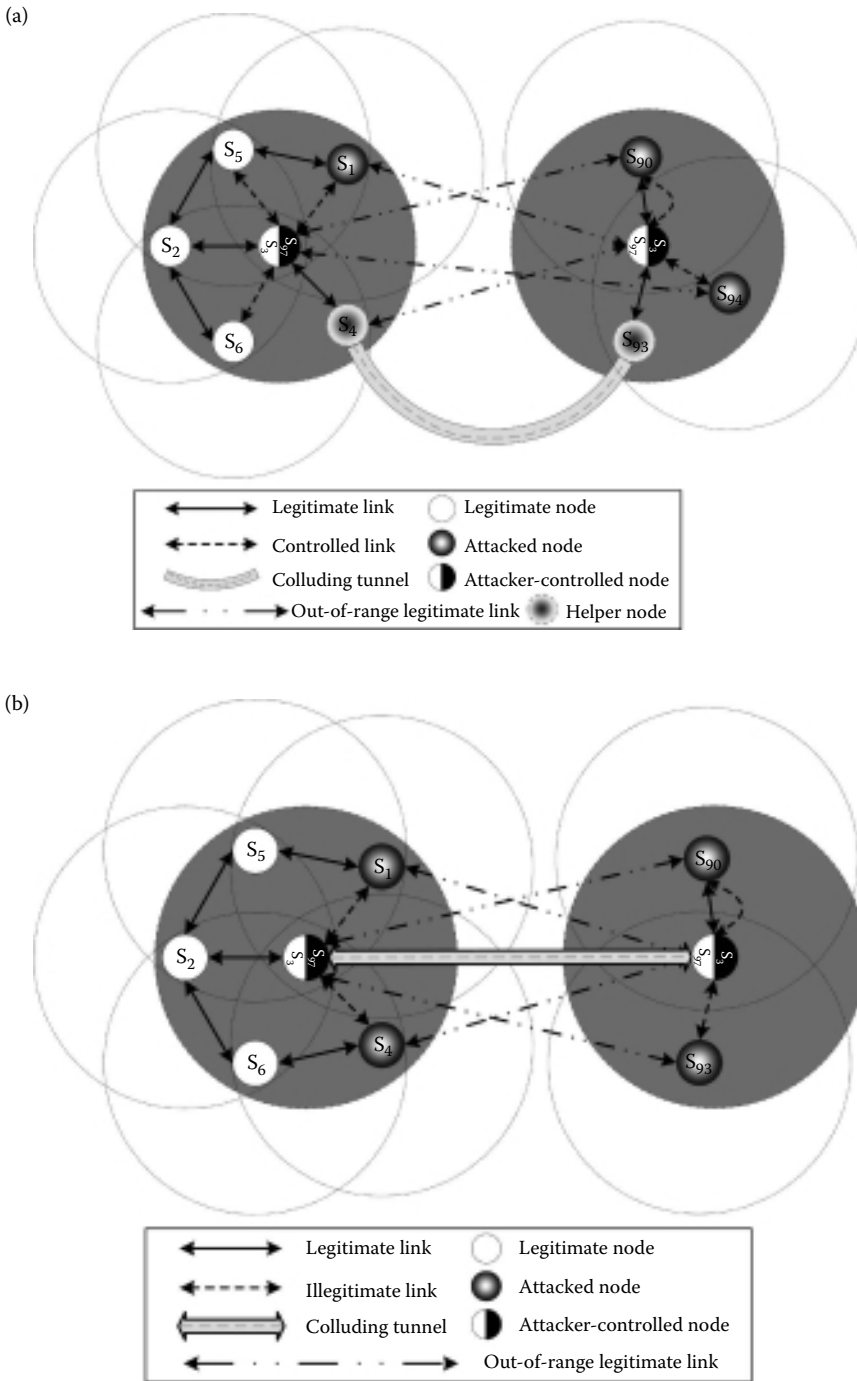 (a)
S5
S1
S2
S3
S97
S6
S4
S90
S97
S3
S94
S93
Legitimate link
Legitimate node
Controlled link
Attacked node
Colluding tunnel
Attacker-controlled node
Out-of-range legitimate link
Helper node
(b)
S5
S1
S2
S3
S97
S6
S4
S90
S97
S3
S93
Legitimate link
Legitimate node
Illegitimate link
Attacked node
Colluding tunnel
Attacker-controlled node
Out-of-range legitimate link